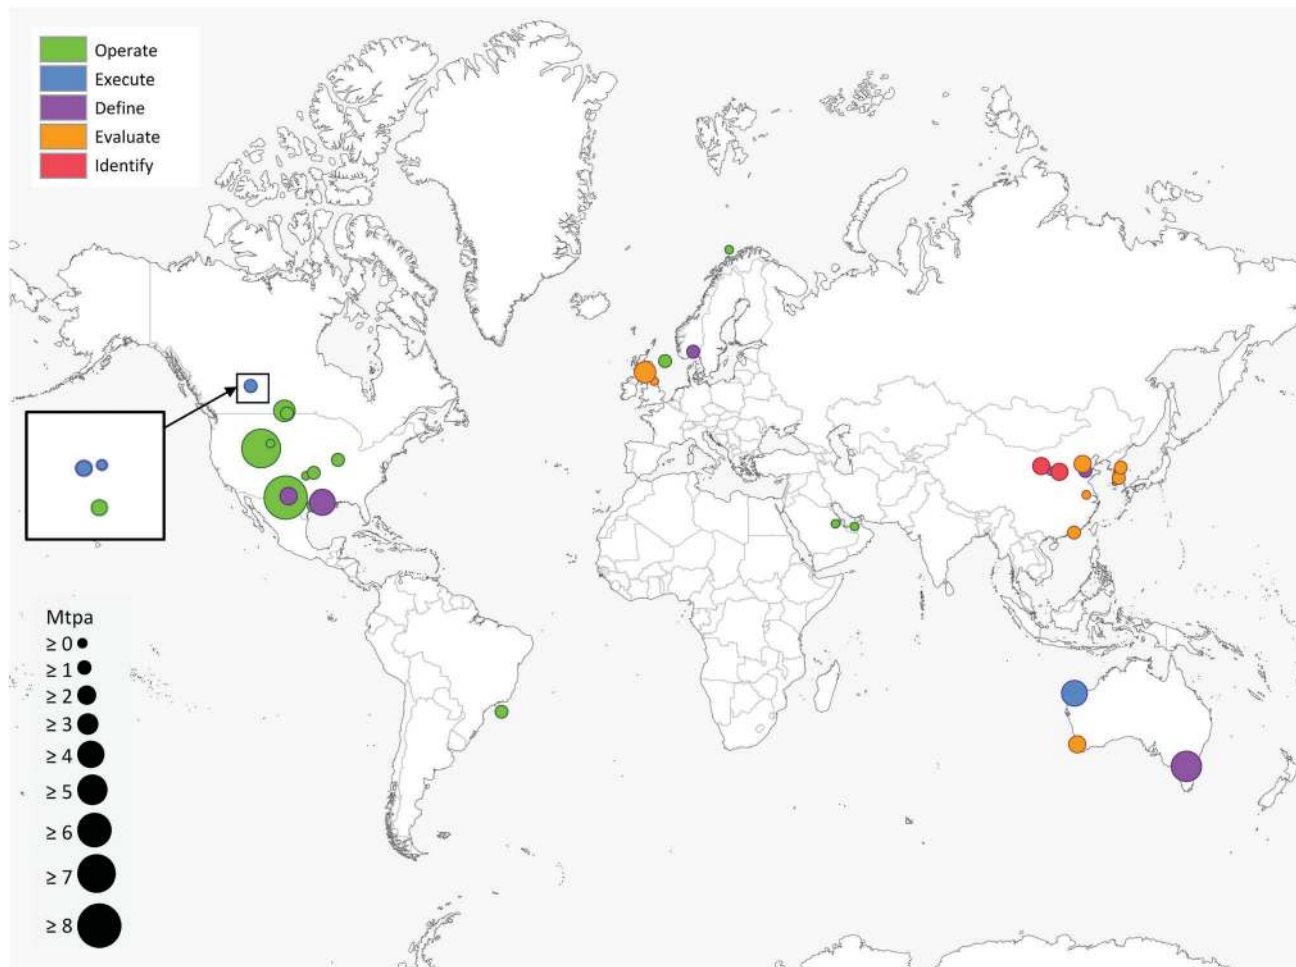 Operate
Execute
Define
Evaluate
Identify
Mtpa
≥ 0
≥ 1
≥ 2
≥ 3
≥ 4
≥ 5
≥ 6
≥ 7
≥ 8